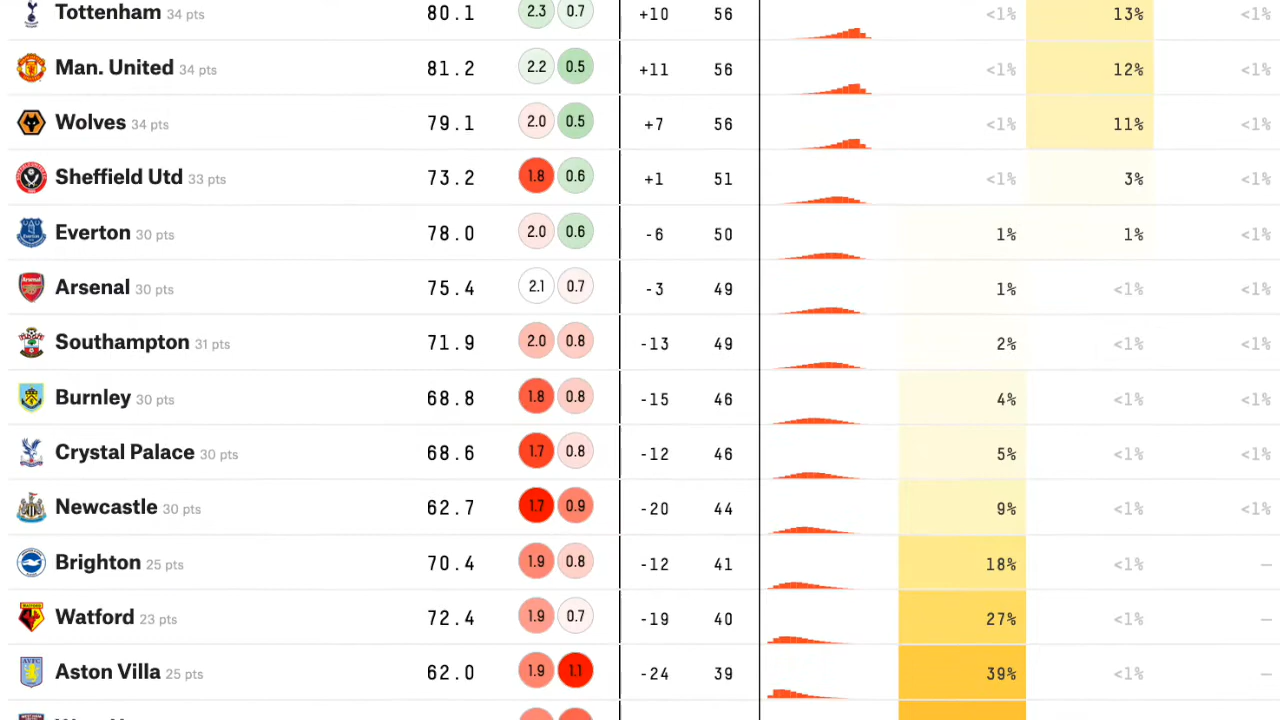 Tottenham 34 pts 80.1 2.3 0.7 +10 56 <1% 13% <1%
Man. United 34 pts 81.2 2.2 0.5 +11 56 <1% 12% <1%
Wolves 34 pts 79.1 2.0 0.5 +7 56 <1% 11% <1%
Sheffield Utd 33 pts 73.2 1.8 0.6 +1 51 <1% 3% <1%
Everton 30 pts 78.0 2.0 0.6 -6 50 1% 1% <1%
Arsenal 30 pts 75.4 2.1 0.7 -3 49 1% <1% <1%
Southampton 31 pts 71.9 2.0 0.8 -13 49 2% <1% <1%
Burnley 30 pts 68.8 1.8 0.8 -15 46 4% <1% <1%
Crystal Palace 30 pts 68.6 1.7 0.8 -12 46 5% <1% <1%
Newcastle 30 pts 62.7 1.7 0.9 -20 44 9% <1% <1%
Brighton 25 pts 70.4 1.9 0.8 -12 41 18% <1% —
Watford 23 pts 72.4 1.9 0.7 -19 40 27% <1% —
Aston Villa 25 pts 62.0 1.9 1.1 -24 39 39% <1% —